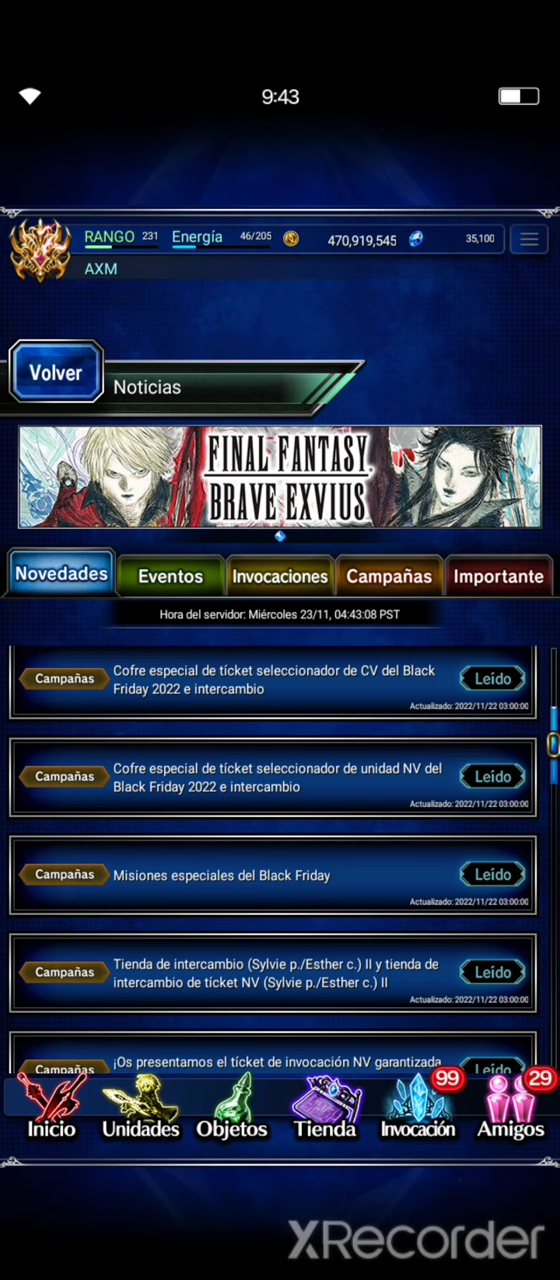 9:43
RANGO 231 Energía 46/205 470,919,545 35,100
AXM
Volver
Noticias
FINAL FANTASY
BRAVE EXVIUS
Novedades Eventos Invocaciones Campañas Importante
Hora del servidor: Miércoles 23/11, 04:43:08 PST
Campañas Cofre especial de tícket seleccionador de CV del Black Leído
Friday 2022 e intercambio
Actualizado: 2022/11/22 03:00:00
Campañas Cofre especial de tícket seleccionador de unidad NV del Leído
Black Friday 2022 e intercambio
Actualizado: 2022/11/22 03:00:00
Campañas Misiones especiales del Black Friday Leído
Actualizado: 2022/11/22 03:00:00
Campañas Tienda de intercambio (Sylvie p./Esther c.) II y tienda de Leído
intercambio de tícket NV (Sylvie p./Esther c.) II
Actualizado: 2022/11/22 03:00:00
Campañas ¡Os presentamos el tícket de invocación NV garantizada Leído
99 29
Inicio Unidades Objetos Tienda Invocación Amigos
XRecorder